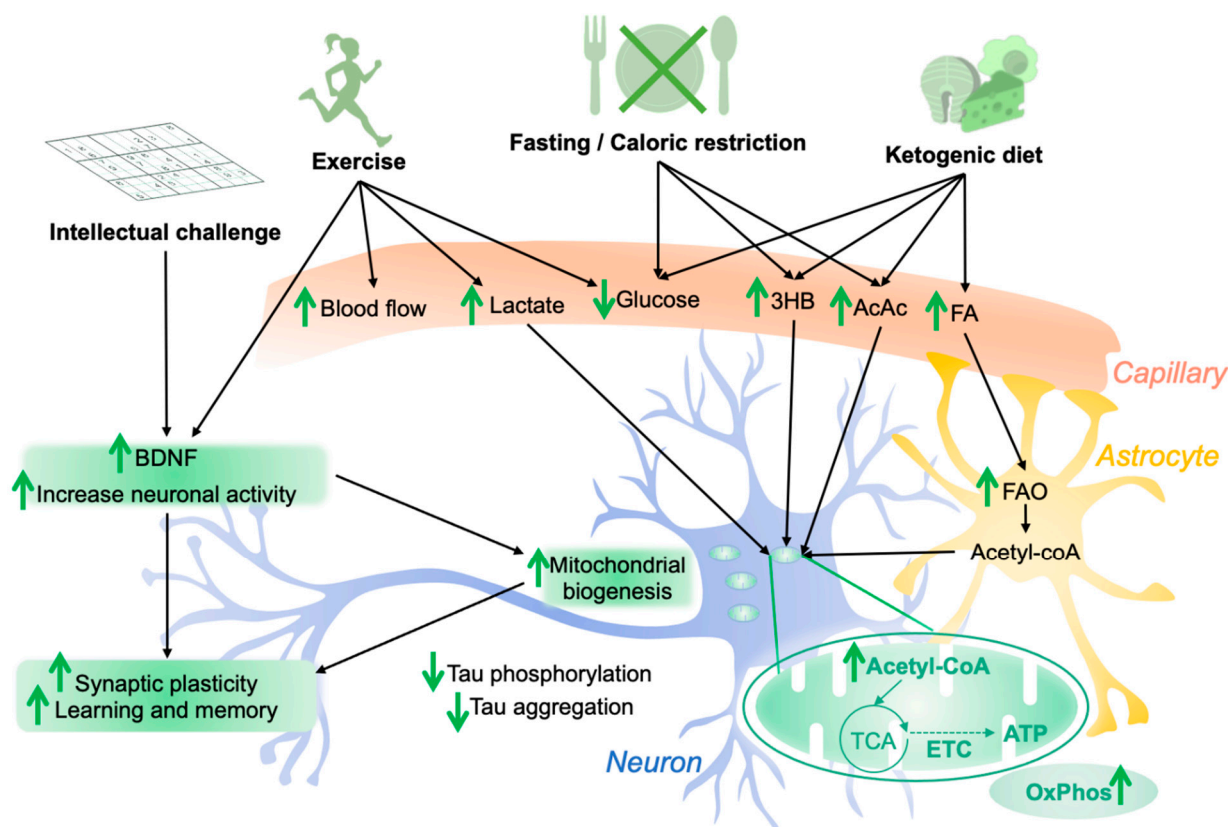 Exercise
Fasting / Caloric restriction
Ketogenic diet
Intellectual challenge
Blood flow
Lactate
Glucose
3HB
AcAc
FA
Capillary
BDNF
Increase neuronal activity
Astrocyte
FAO
Acetyl-coA
Mitochondrial
biogenesis
Synaptic plasticity
Learning and memory
Tau phosphorylation
Tau aggregation
Neuron
Acetyl-CoA
TCA
ETC
ATP
OxPhos